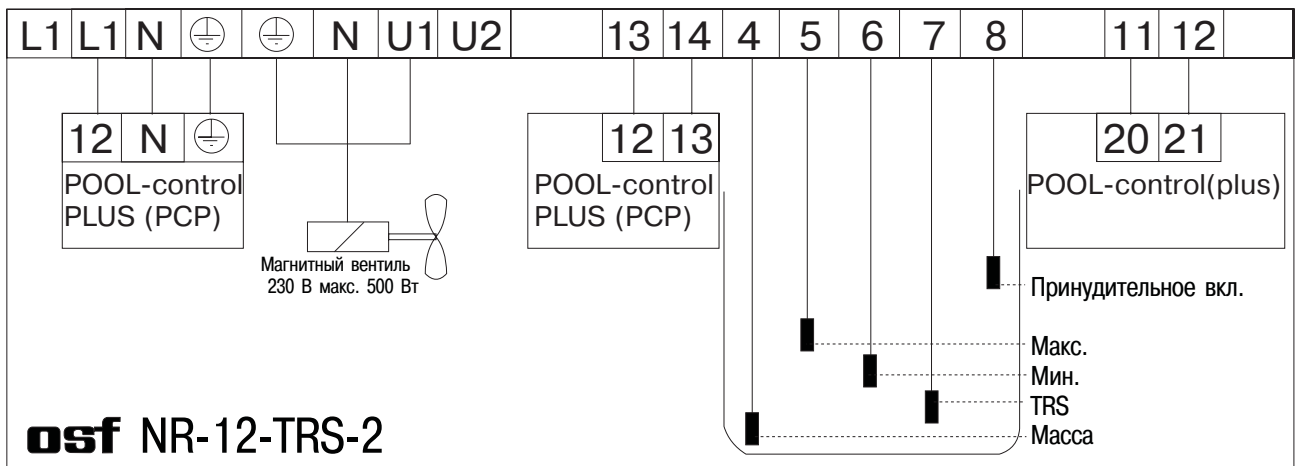 L1 L1 N N U1 U2 13 14 4 5 6 7 8 11 12
12 N
POOL-control
PLUS (PCP)
12 13
POOL-control
PLUS (PCP)
20 21
POOL-control(plus)
Магнитный вентиль
230 В макс. 500 Вт
Принудительное вкл.
Макс.
Мин.
TRS
Масса
osf NR-12-TRS-2